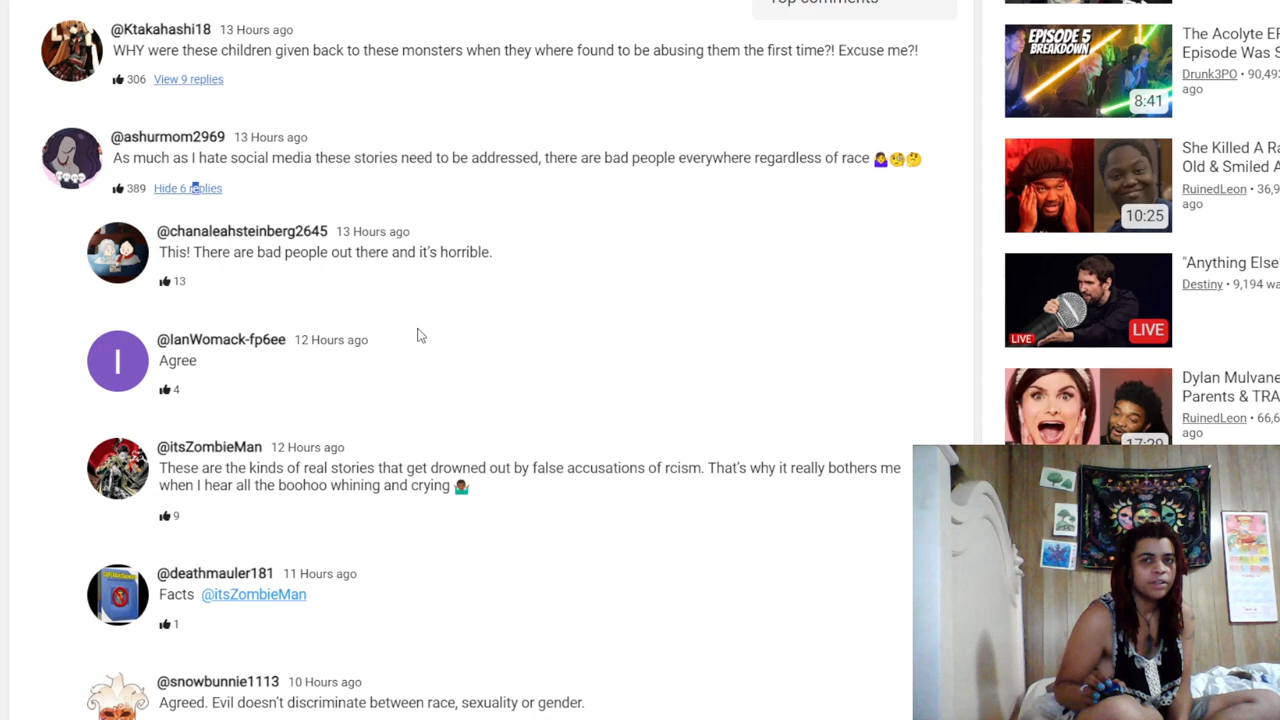 Top comments
@Ktakahashi18 13 Hours ago
WHY were these children given back to these monsters when they where found to be abusing them the first time?! Excuse me?!
306 View 9 replies
@ashurmom2969 13 Hours ago
As much as I hate social media these stories need to be addressed, there are bad people everywhere regardless of race 🤷‍♀️🧐🤔
389 Hide 6 replies
@chanaleahsteinberg2645 13 Hours ago
This! There are bad people out there and it's horrible.
13
@IanWomack-fp6ee 12 Hours ago
I
Agree
4
@itsZombieMan 12 Hours ago
These are the kinds of real stories that get drowned out by false accusations of rcism. That's why it really bothers me
when I hear all the boohoo whining and crying 🤷🏾‍♂️
9
@deathmauler181 11 Hours ago
Facts @itsZombieMan
1
@snowbunnie1113 10 Hours ago
Agreed. Evil doesn't discriminate between race, sexuality or gender.
EPISODE 5
BREAKDOWN
8:41
The Acolyte
Episode Was
Drunk3PO • 90,49
ago
10:25
She Killed A
Old & Smiled
RuinedLeon • 36,9
ago
LIVE
LIVE
"Anything Else
Destiny • 9,194
17:29
Dylan Mulvane
Parents &
RuinedLeon • 66,6
ago